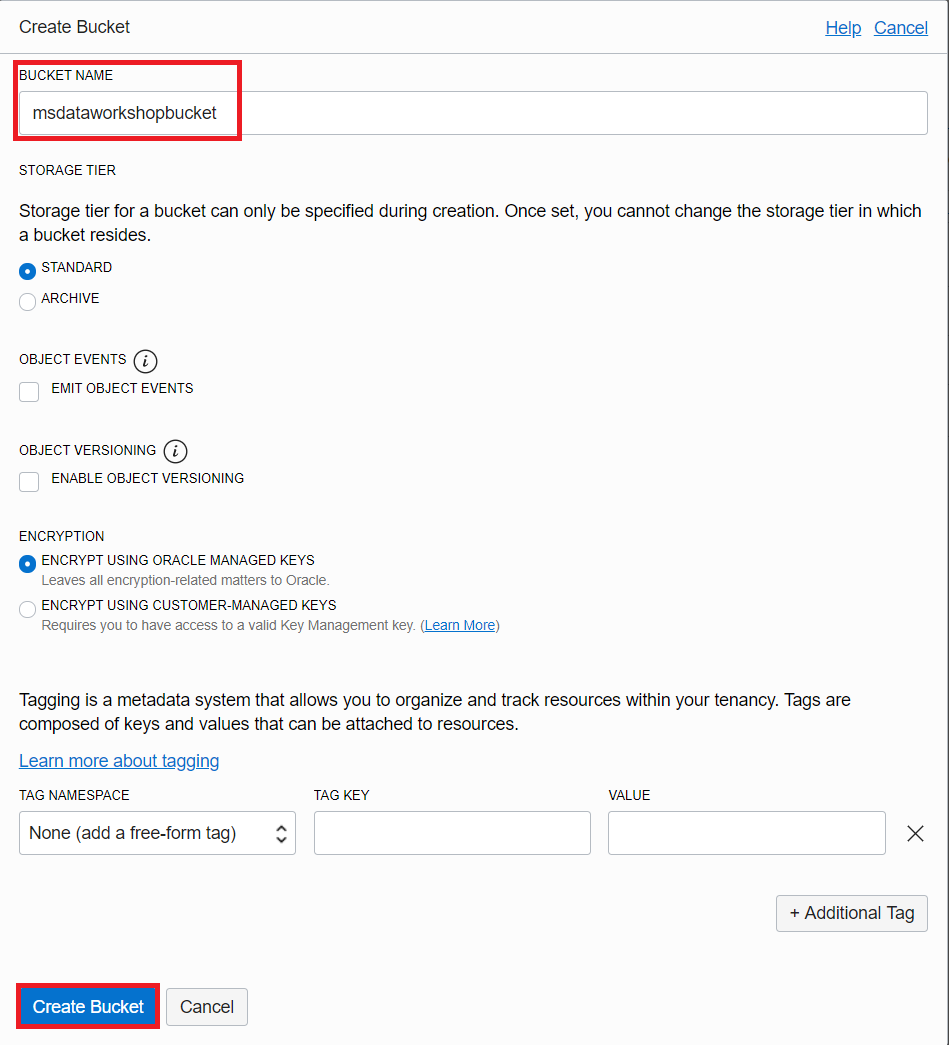 Create Bucket
Help Cancel
BUCKET NAME
msdataworkshopbucket
STORAGE TIER
Storage tier for a bucket can only be specified during creation. Once set, you cannot change the storage tier in which
a bucket resides.
STANDARD
ARCHIVE
OBJECT EVENTS i
EMIT OBJECT EVENTS
OBJECT VERSIONING i
ENABLE OBJECT VERSIONING
ENCRYPTION
ENCRYPT USING ORACLE MANAGED KEYS
Leaves all encryption-related matters to Oracle.
ENCRYPT USING CUSTOMER-MANAGED KEYS
Requires you to have access to a valid Key Management key. (Learn More)
Tagging is a metadata system that allows you to organize and track resources within your tenancy. Tags are
composed of keys and values that can be attached to resources.
Learn more about tagging
TAG NAMESPACE TAG KEY VALUE
None (add a free-form tag)
+ Additional Tag
Create Bucket Cancel